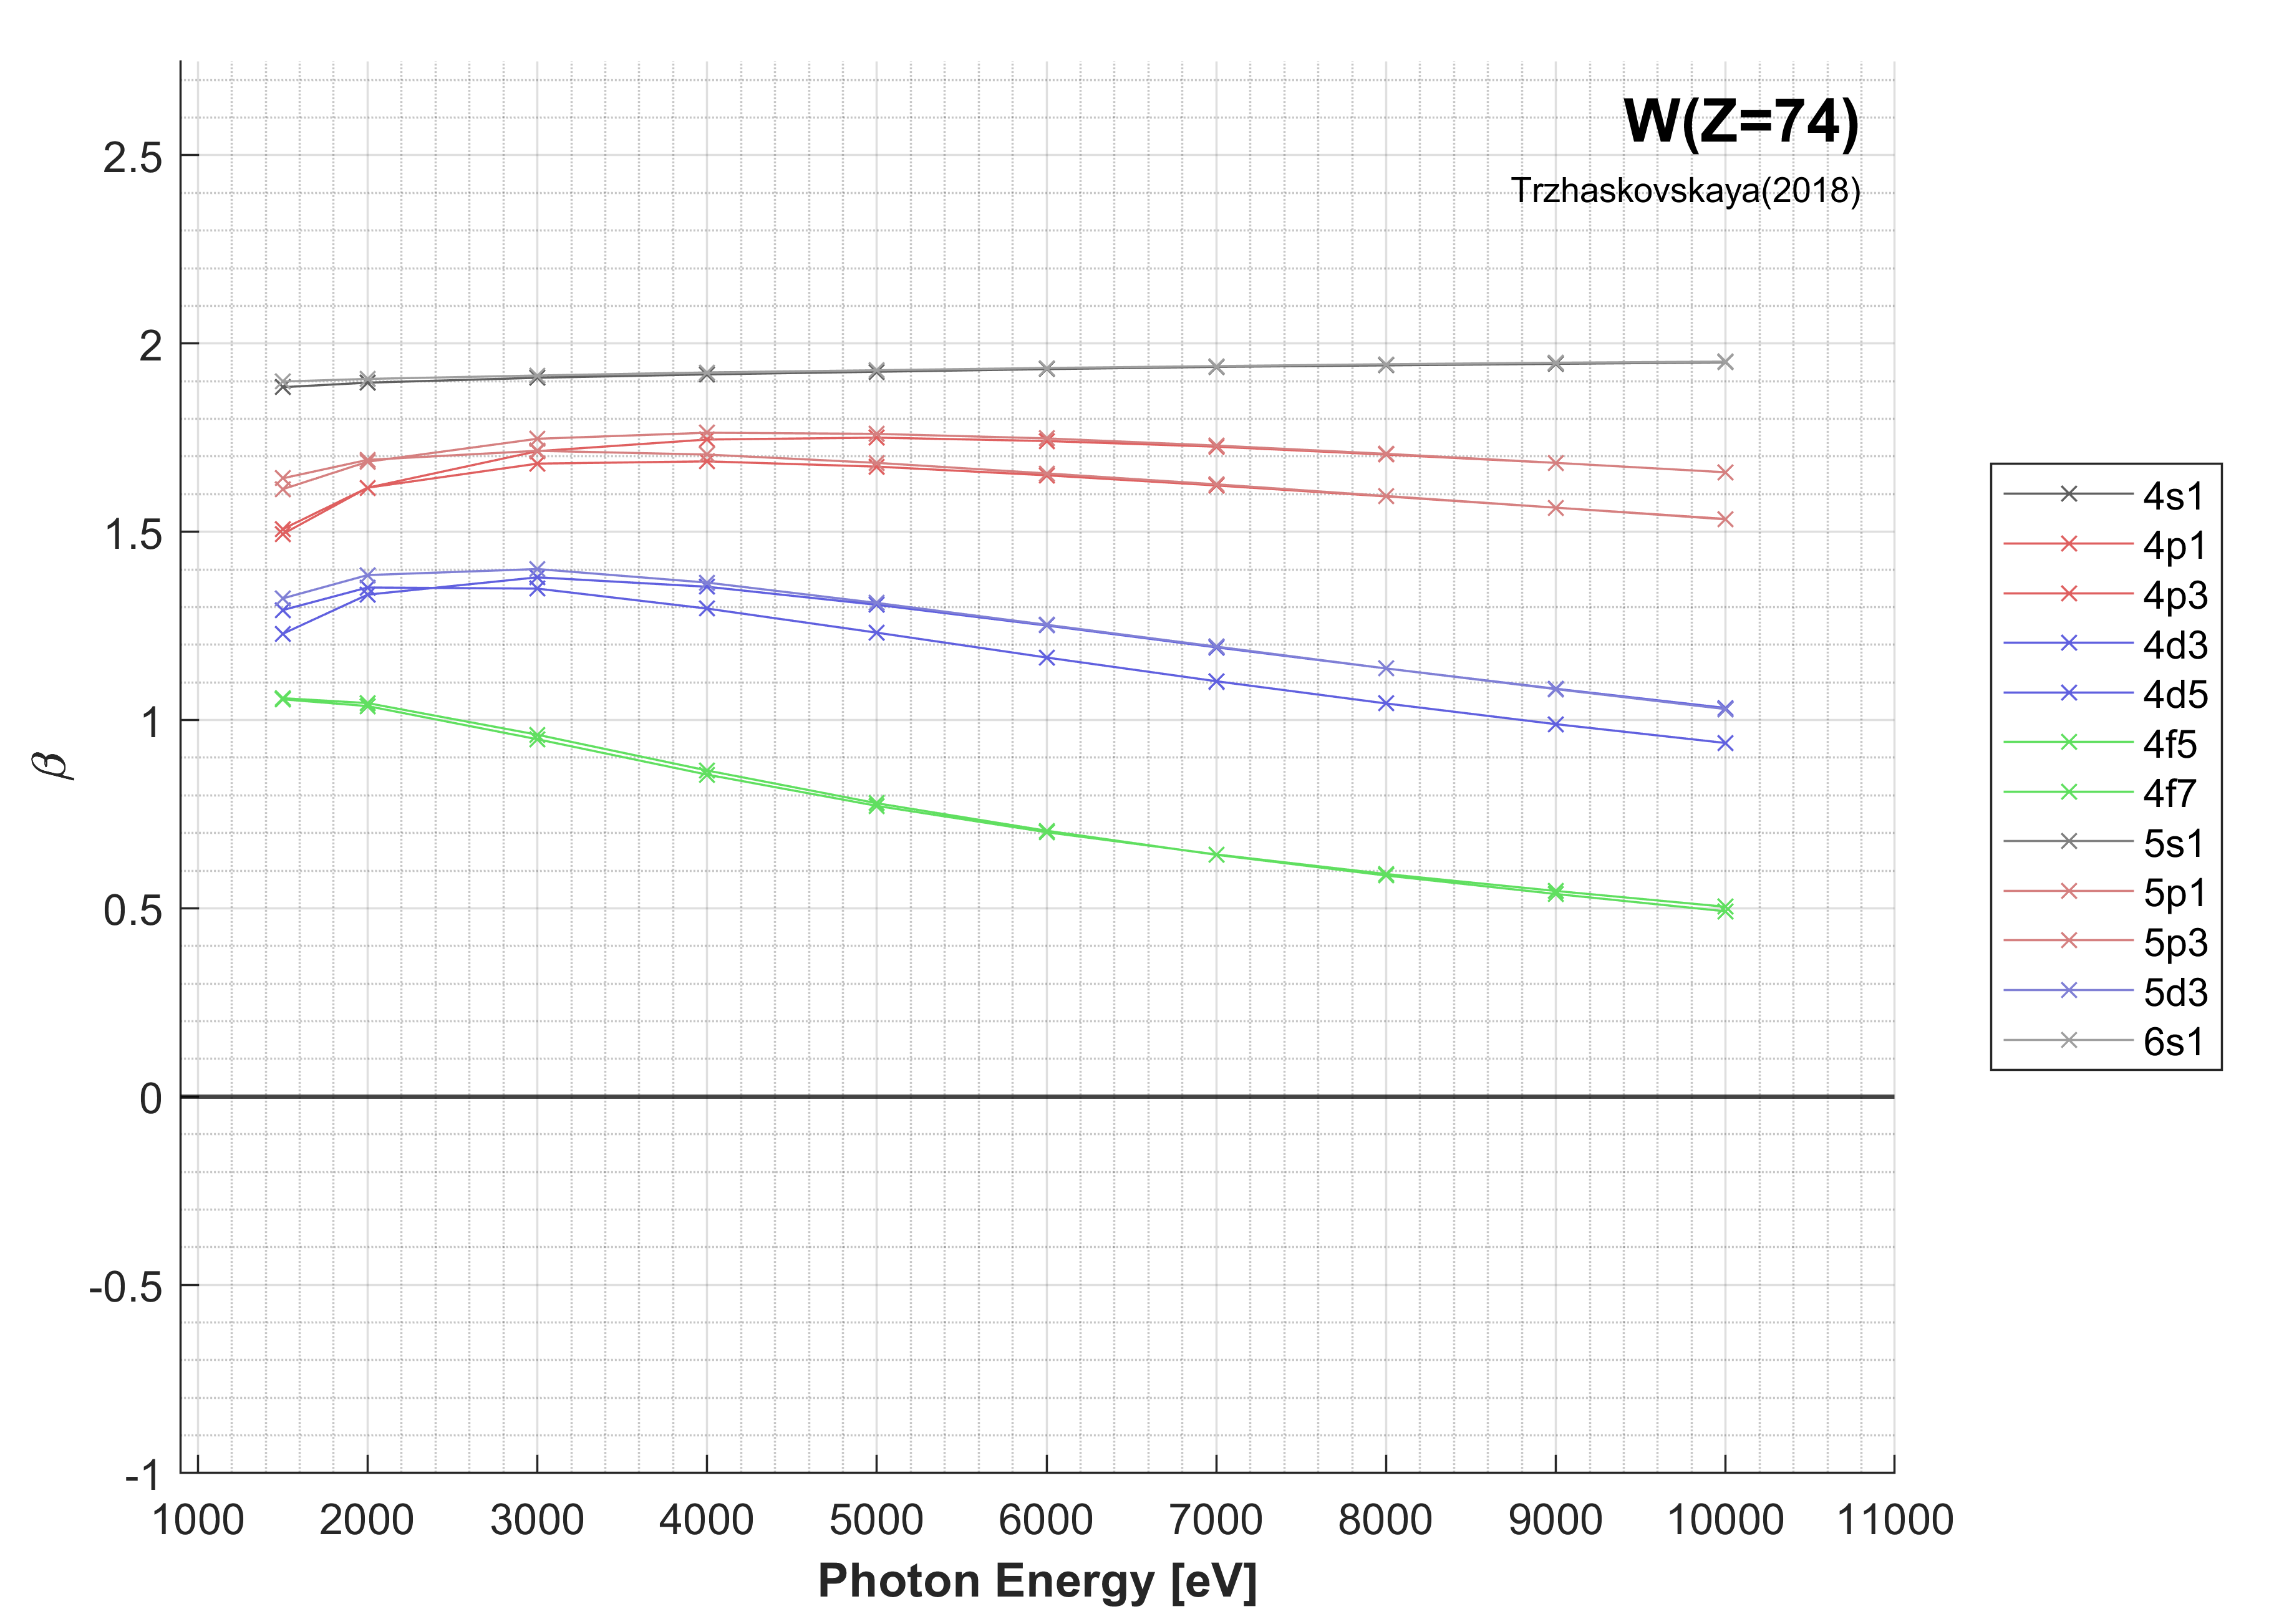 W(Z=74)
Trzhaskovskaya(2018)
2.5
2
1.5
1
0.5
0
-0.5
-1
β
1000 2000 3000 4000 5000 6000 7000 8000 9000 10000 11000
Photon Energy [eV]
4s1
4p1
4p3
4d3
4d5
4f5
4f7
5s1
5p1
5p3
5d3
6s1